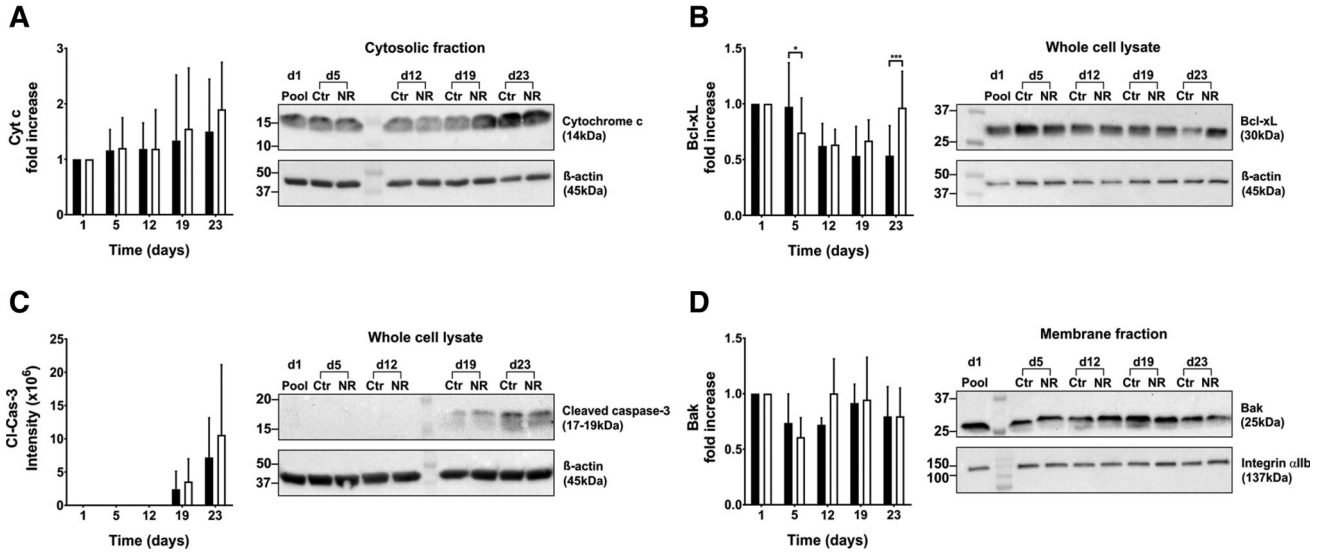 A
Cyt c
fold increase
3
2
1
0
1 5 12 19 23
Time (days)
Cytosolic fraction
d1 d5 d12 d19 d23
Pool Ctr NR Ctr NR Ctr NR Ctr NR
15
10
Cytochrome c
(14kDa)
50
37
ß-actin
(45kDa)
B
Bcl-xL
fold increase
1.5
1.0
0.5
0.0
* ***
1 5 12 19 23
Time (days)
Whole cell lysate
d1 d5 d12 d19 d23
Pool Ctr NR Ctr NR Ctr NR Ctr NR
37
25
Bcl-xL
(30kDa)
50
37
ß-actin
(45kDa)
C
Cl-Cas-3
Intensity (x10⁶)
25
20
15
10
5
0
1 5 12 19 23
Time (days)
Whole cell lysate
d1 d5 d12 d19 d23
Pool Ctr NR Ctr NR Ctr NR Ctr NR
20
15
Cleaved caspase-3
(17-19kDa)
50
37
ß-actin
(45kDa)
D
Bak
fold increase
1.5
1.0
0.5
0.0
1 5 12 19 23
Time (days)
Membrane fraction
d1 d5 d12 d19 d23
Pool Ctr NR Ctr NR Ctr NR Ctr NR
37
25
Bak
(25kDa)
150
100
Integrin αIIb
(137kDa)